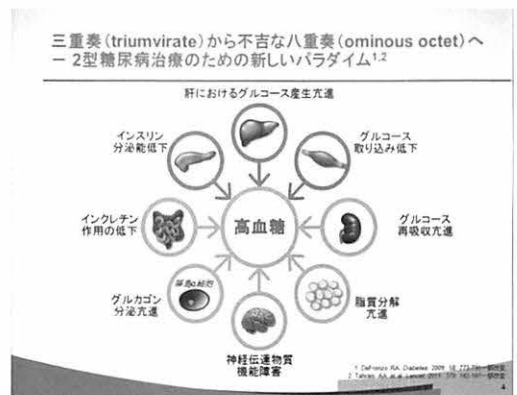 三重奏(triumvirate)から不吉な八重奏(ominous octet)へ
－ 2型糖尿病治療のための新しいパラダイム1,2
肝におけるグルコース産生亢進
インスリン
分泌能低下
グルコース
取り込み低下
インクレチン
作用の低下
高血糖
グルコース
再吸収亢進
グルカゴン
分泌亢進
脂質分解
亢進
神経伝達物質
機能障害
1 DeFronzo RA. Diabetes 2009
2 Tahrani AA, et al. Lancet 2011
4